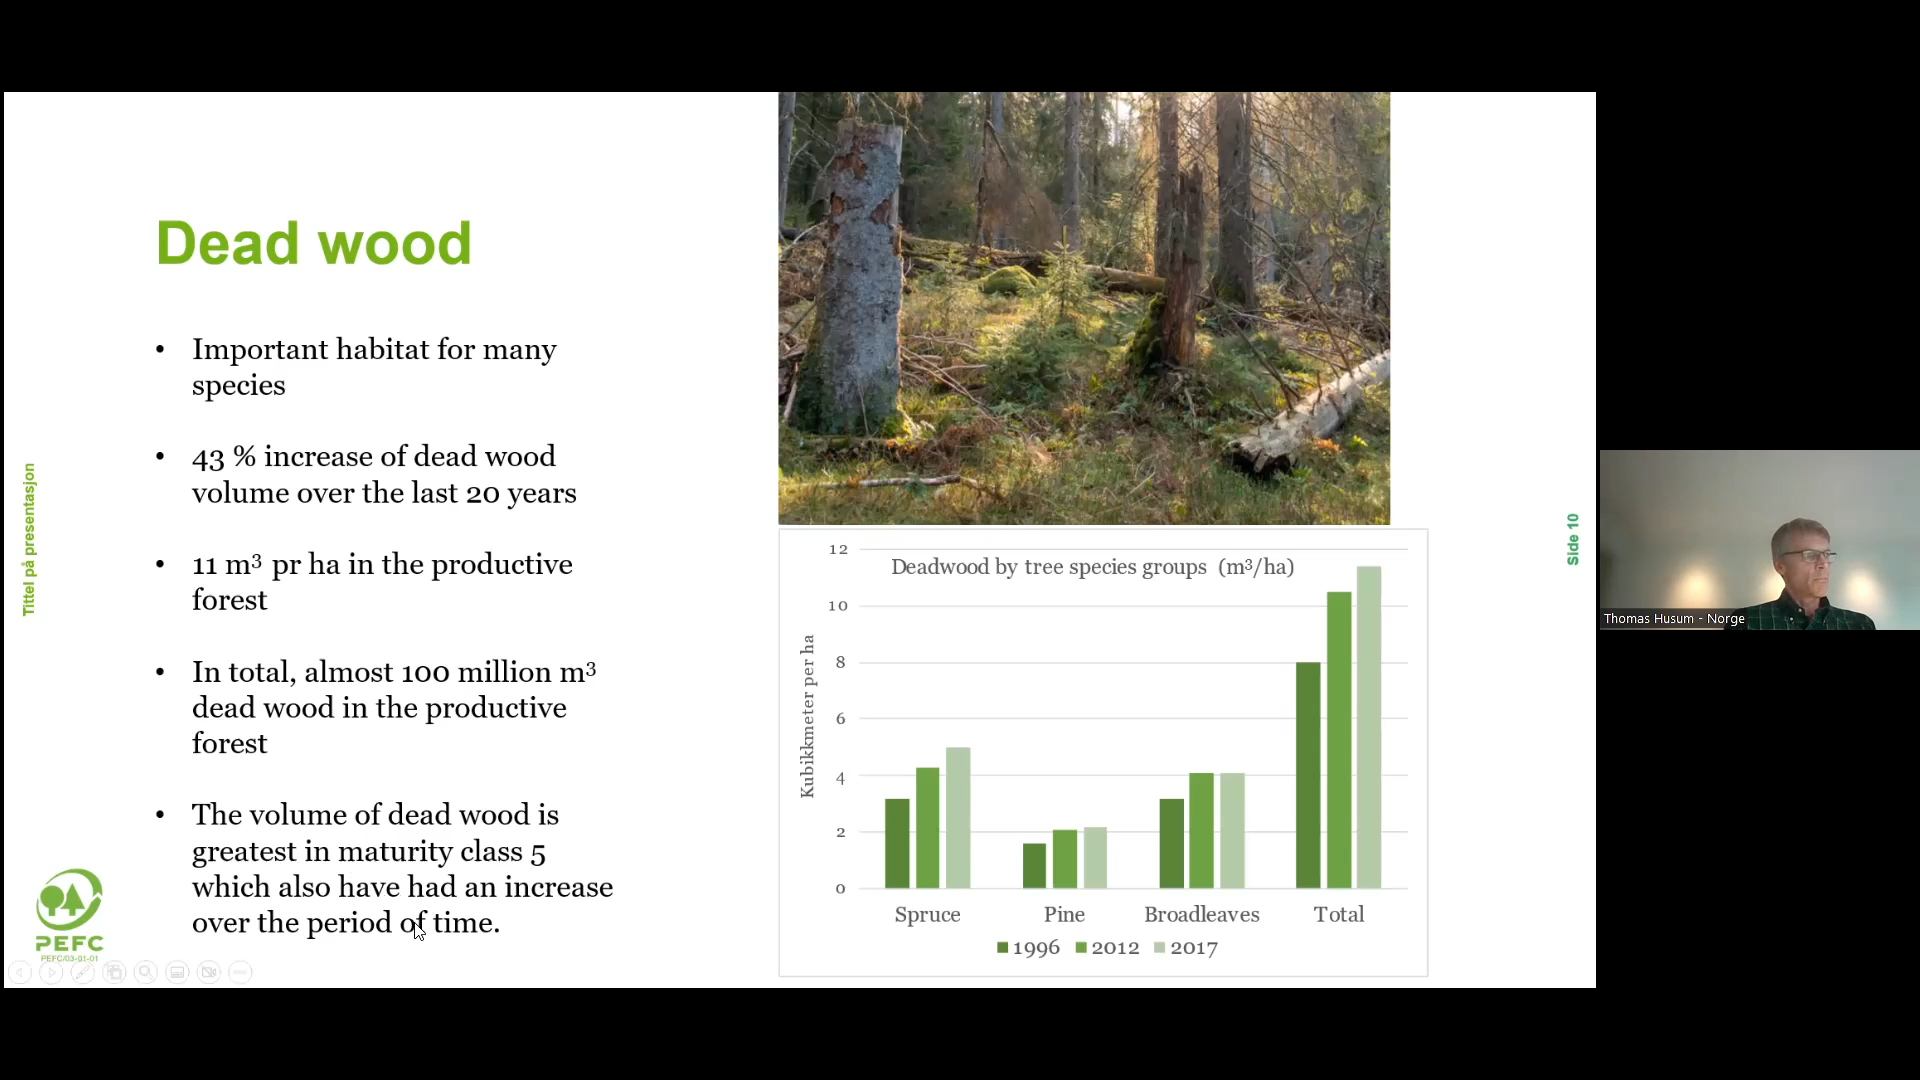 Dead wood
• Important habitat for many
species
• 43 % increase of dead wood
volume over the last 20 years
• 11 m³ pr ha in the productive
forest
• In total, almost 100 million m³
dead wood in the productive
forest
• The volume of dead wood is
greatest in maturity class 5
which also have had an increase
over the period of time.
Tittel på presentasjon
PEFC
PEFC/03-01-01
Deadwood by tree species groups (m³/ha)
Kubikkmeter per ha
12
10
8
6
4
2
0
Spruce Pine Broadleaves Total
1996 2012 2017
Side 10
Thomas Husum - Norge